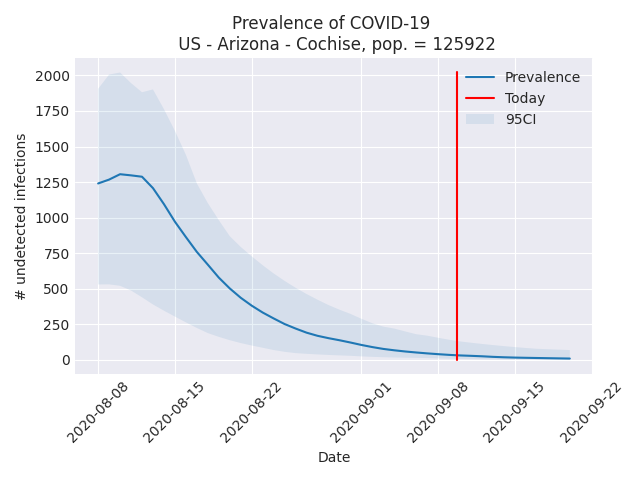 Prevalence of COVID-19
US - Arizona - Cochise, pop. = 125922
Prevalence
Today
95CI
# undetected infections
2000
1750
1500
1250
1000
750
500
250
0
2020-08-08
2020-08-15
2020-08-22
2020-09-01
2020-09-08
2020-09-15
2020-09-22
Date